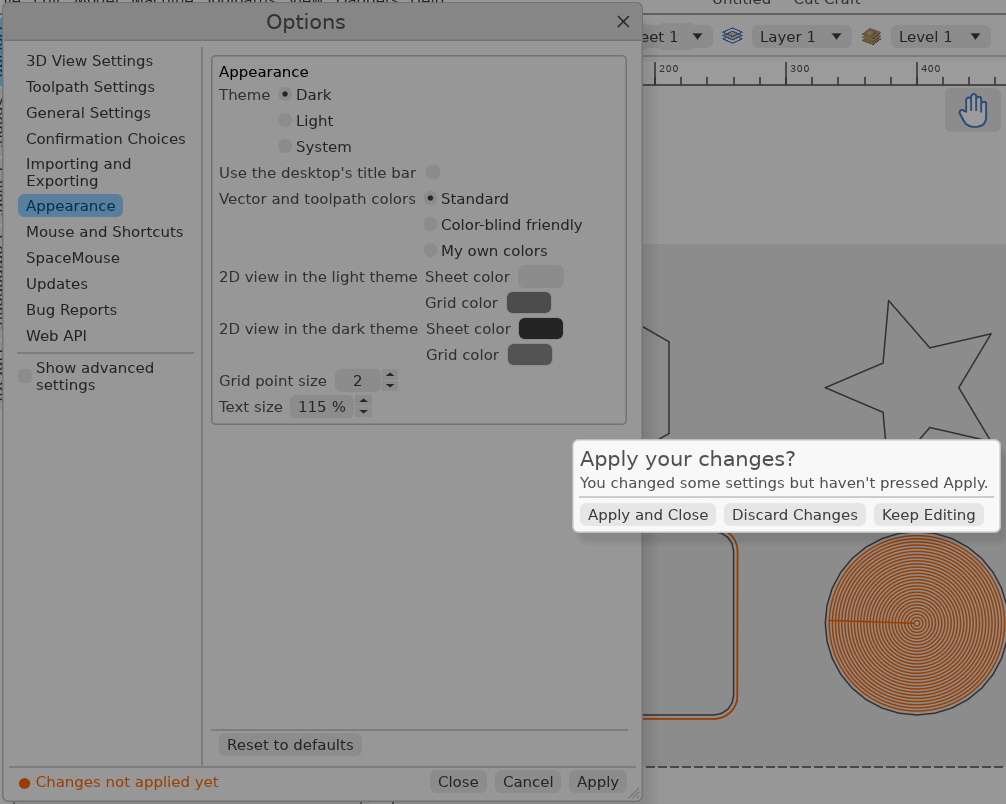 Options
Untitled Cut Craft
3D View Settings
Toolpath Settings
General Settings
Confirmation Choices
Importing and
Exporting
Appearance
Mouse and Shortcuts
SpaceMouse
Updates
Bug Reports
Web API
Show advanced
settings
Appearance
Theme Dark
Light
System
Use the desktop's title bar
Vector and toolpath colors Standard
Color-blind friendly
My own colors
2D view in the light theme Sheet color
Grid color
2D view in the dark theme Sheet color
Grid color
Grid point size 2
Text size 115 %
Reset to defaults
Changes not applied yet
Close Cancel Apply
1 Layer 1 Level 1
200 300 400
Apply your changes?
You changed some settings but haven't pressed Apply.
Apply and Close Discard Changes Keep Editing